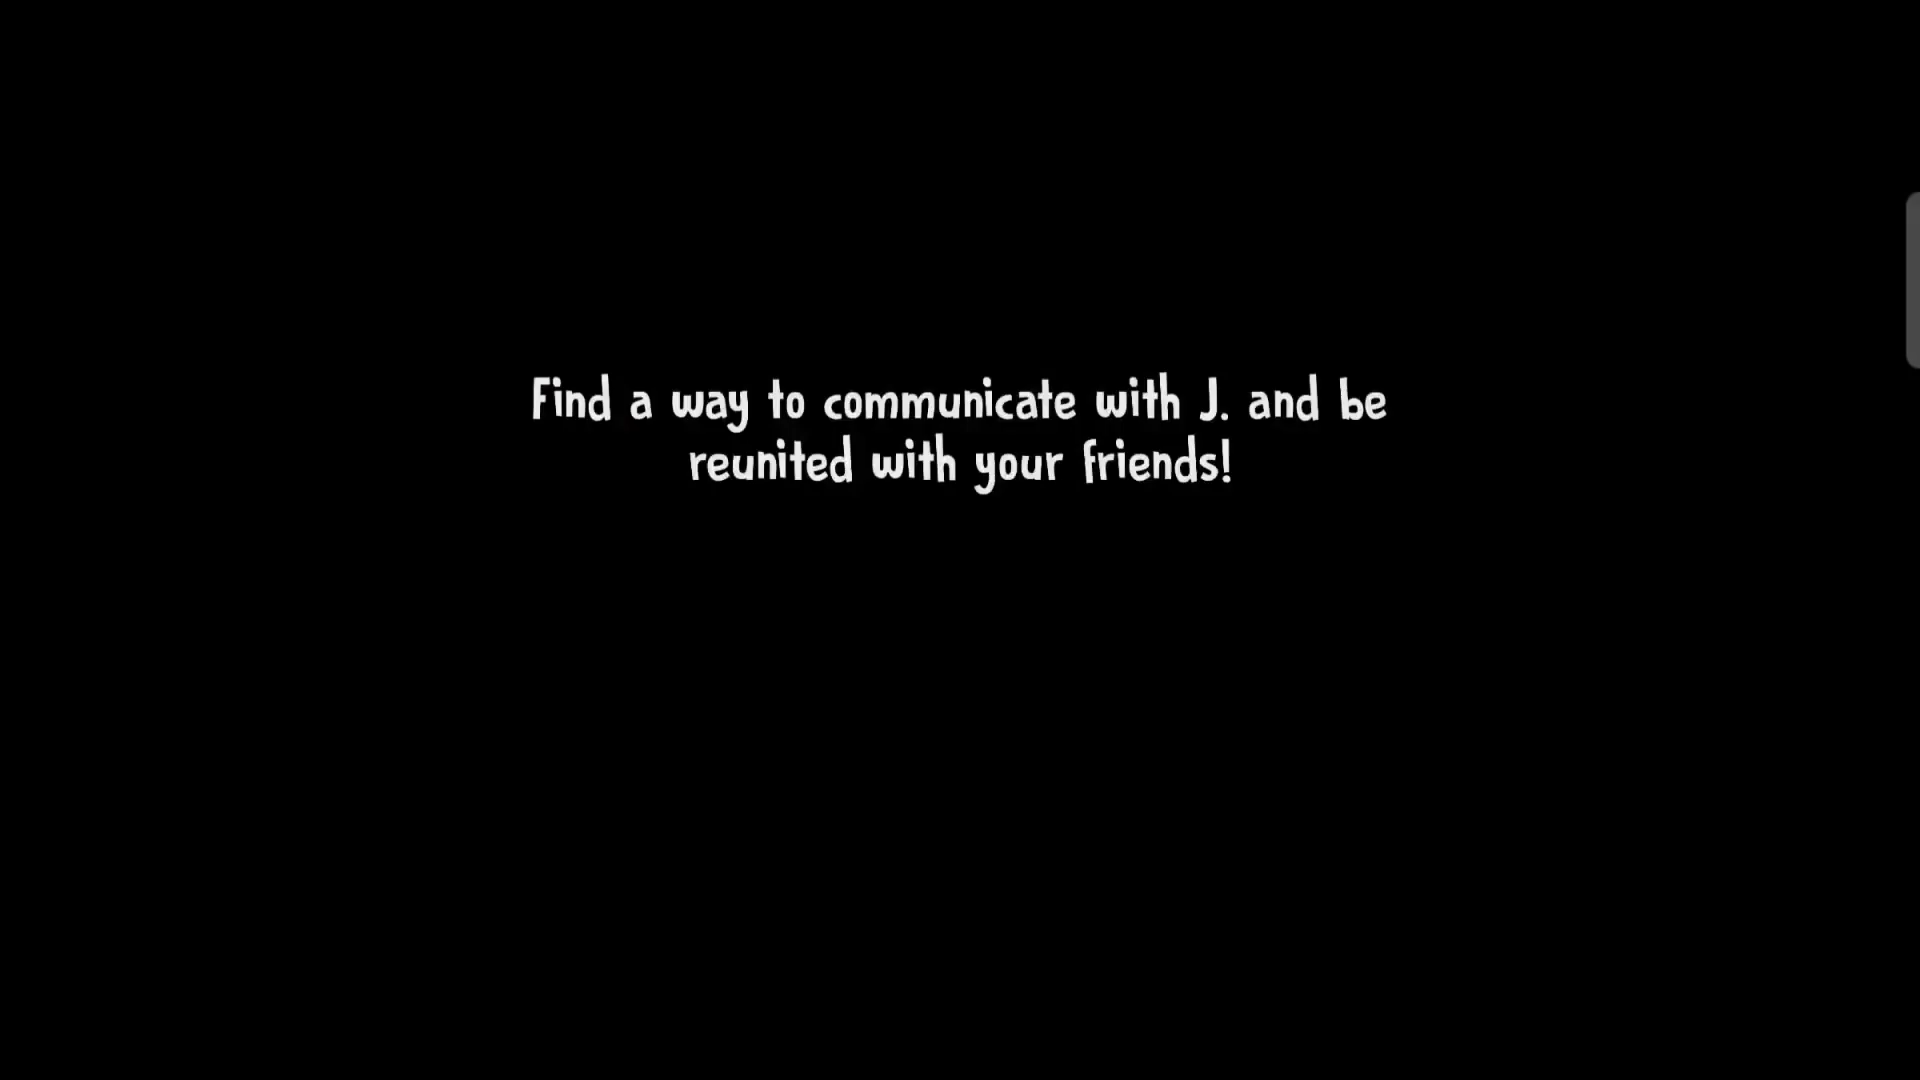 Find a way to communicate with J. and be
reunited with your friends!